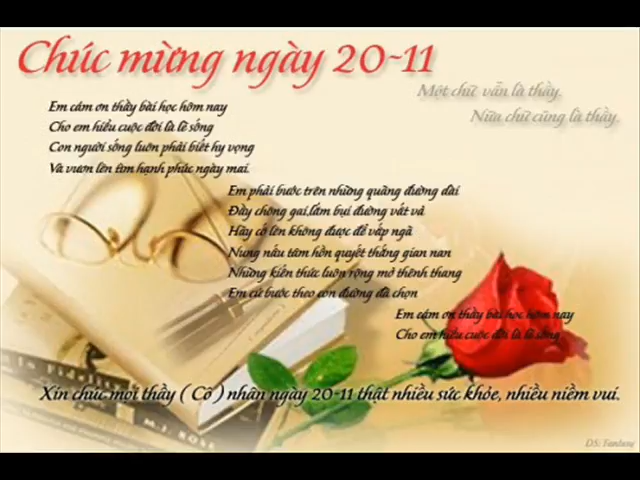 Chúc mừng ngày 20-11
Một chữ vẫn là thầy.
Nửa chữ cũng là thầy.
Em cám ơn thầy bài học hôm nay
Cho em hiểu cuộc đời là lẽ sống
Con người sống luôn phải biết hy vọng
Và vươn lên tìm hạnh phúc ngày mai.
Em phải bước trên những quãng đường dài
Đầy chông gai,lấm bụi đường vất vả
Hãy cố lên không được để vấp ngã
Nung nấu tâm hồn quyết thắng gian nan
Những kiến thức luôn rộng mở thênh thang
Em cứ bước theo con đường đã chọn
Em cám ơn thầy bài học hôm nay
Cho em hiểu cuộc đời là lẽ sống
Xin chúc mọi thầy ( Cô ) nhân ngày 20-11 thật nhiều sức khỏe, nhiều niềm vui.
M.J. ROSE
DS: Fantasy